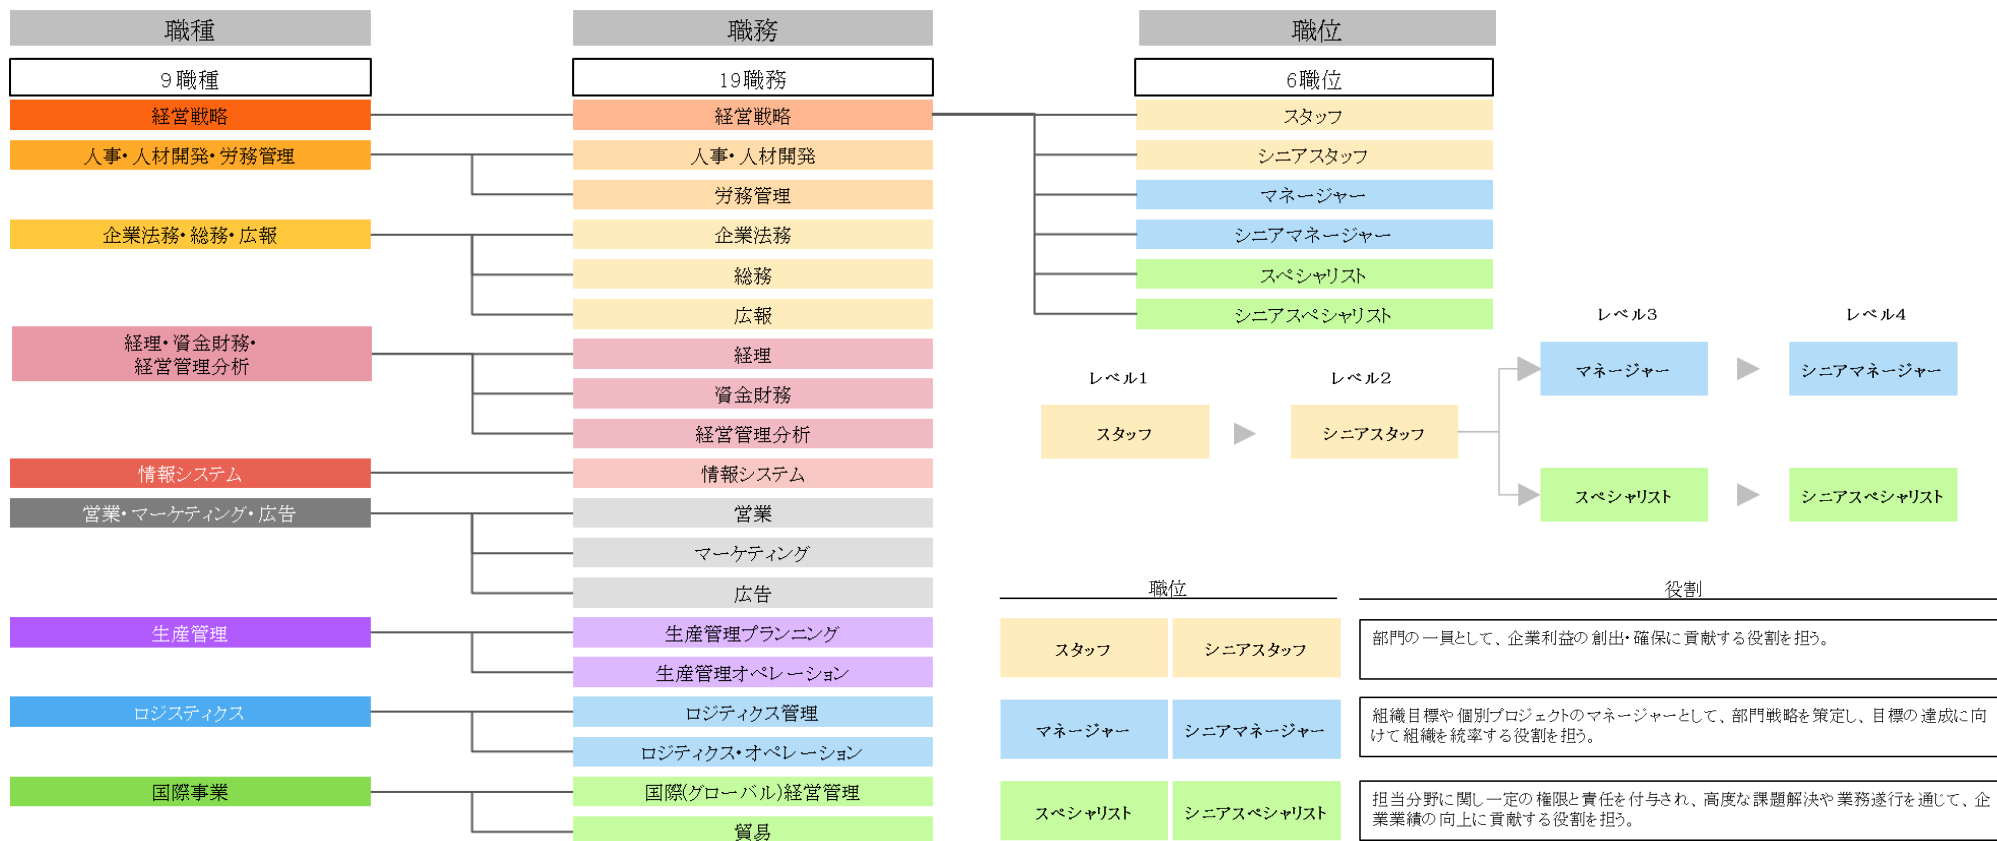 職種
9職種
経営戦略
人事・人材開発・労務管理
企業法務・総務・広報
経理・資金財務・
経営管理分析
情報システム
営業・マーケティング・広告
生産管理
ロジスティクス
国際事業
職務
19職務
経営戦略
人事・人材開発
労務管理
企業法務
総務
広報
経理
資金財務
経営管理分析
情報システム
営業
マーケティング
広告
生産管理プランニング
生産管理オペレーション
ロジティクス管理
ロジティクス・オペレーション
国際(グローバル)経営管理
貿易
職位
6職位
スタッフ
シニアスタッフ
マネージャー
シニアマネージャー
スペシャリスト
シニアスペシャリスト
レベル1
スタッフ
レベル2
シニアスタッフ
レベル3
マネージャー
スペシャリスト
レベル4
シニアマネージャー
シニアスペシャリスト
職位
役割
スタッフ
シニアスタッフ
部門の一員として、企業利益の創出・確保に貢献する役割を担う。
マネージャー
シニアマネージャー
組織目標や個別プロジェクトのマネージャーとして、部門戦略を策定し、目標の達成に向
けて組織を統率する役割を担う。
スペシャリスト
シニアスペシャリスト
担当分野に関し一定の権限と責任を付与され、高度な課題解決や業務遂行を通じて、企
業業績の向上に貢献する役割を担う。